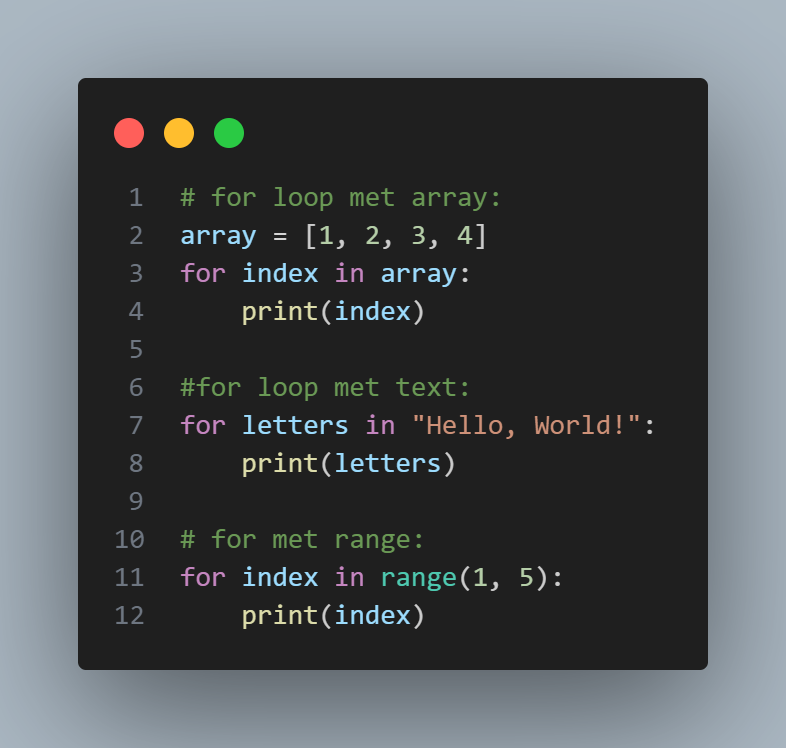 1 # for loop met array:
2 array = [1, 2, 3, 4]
3 for index in array:
4     print(index)
5
6 #for loop met text:
7 for letters in "Hello, World!":
8     print(letters)
9
10 # for met range:
11 for index in range(1, 5):
12     print(index)